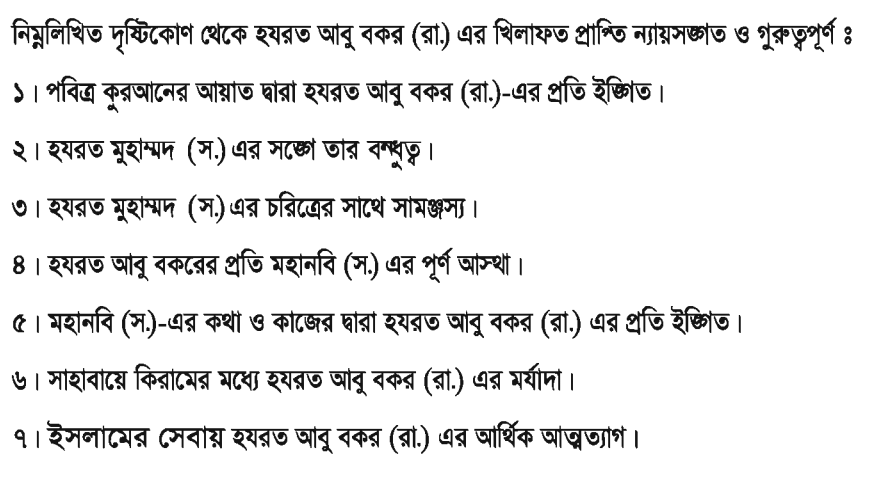 নিম্নলিখিত দৃষ্টিকোণ থেকে হযরত আবু বকর (রা.) এর খিলাফত প্রাপ্তি ন্যায়সঙ্গত ও গুরুত্বপূর্ণ ঃ
১। পবিত্র কুরআনের আয়াত দ্বারা হযরত আবু বকর (রা.)-এর প্রতি ইঙ্গিত।
২। হযরত মুহাম্মদ (স.) এর সঙ্গে তার বন্ধুত্ব।
৩। হযরত মুহাম্মদ (স.) এর চরিত্রের সাথে সামঞ্জস্য।
৪। হযরত আবু বকরের প্রতি মহানবি (স.) এর পূর্ণ আস্থা।
৫। মহানবি (স.)-এর কথা ও কাজের দ্বারা হযরত আবু বকর (রা.) এর প্রতি ইঙ্গিত।
৬। সাহাবায়ে কিরামের মধ্যে হযরত আবু বকর (রা.) এর মর্যাদা।
৭। ইসলামের সেবায় হযরত আবু বকর (রা.) এর আর্থিক আত্মত্যাগ।